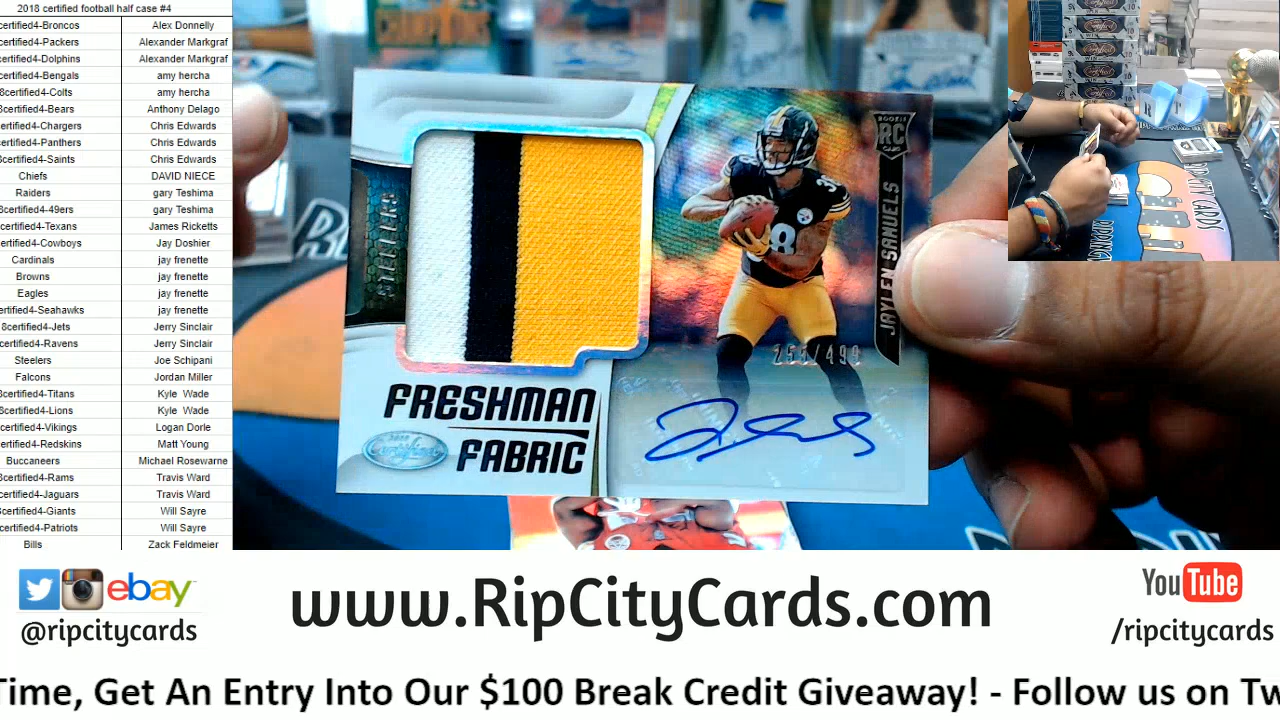 2018 certified football half case #4
certified4-Broncos Alex Donnelly
certified4-Packers Alexander Markgraf
certified4-Dolphins Alexander Markgraf
certified4-Bengals amy hercha
8certified4-Colts amy hercha
8certified4-Bears Anthony Delago
certified4-Chargers Chris Edwards
certified4-Panthers Chris Edwards
8certified4-Saints Chris Edwards
Chiefs DAVID NIECE
Raiders gary Teshima
8certified4-49ers gary Teshima
certified4-Texans James Ricketts
certified4-Cowboys Jay Doshier
Cardinals jay frenette
Browns jay frenette
Eagles jay frenette
certified4-Seahawks jay frenette
8certified4-Jets Jerry Sinclair
certified4-Ravens Jerry Sinclair
Steelers Joe Schipani
Falcons Jordan Miller
8certified4-Titans Kyle Wade
8certified4-Lions Kyle Wade
certified4-Vikings Logan Dorle
certified4-Redskins Matt Young
Buccaneers Michael Rosewarne
8certified4-Rams Travis Ward
certified4-Jaguars Travis Ward
8certified4-Giants Will Sayre
certified4-Patriots Will Sayre
Bills Zack Feldmeier
STEELERS
ROOKIE
RC
CARD
JAYLEN SAMUELS
38
FRESHMAN
FABRIC
Certified
ebay
@ripcitycards
www.RipCityCards.com
YouTube
/ripcitycards
Time, Get An Entry Into Our $100 Break Credit Giveaway! - Follow us on Tw